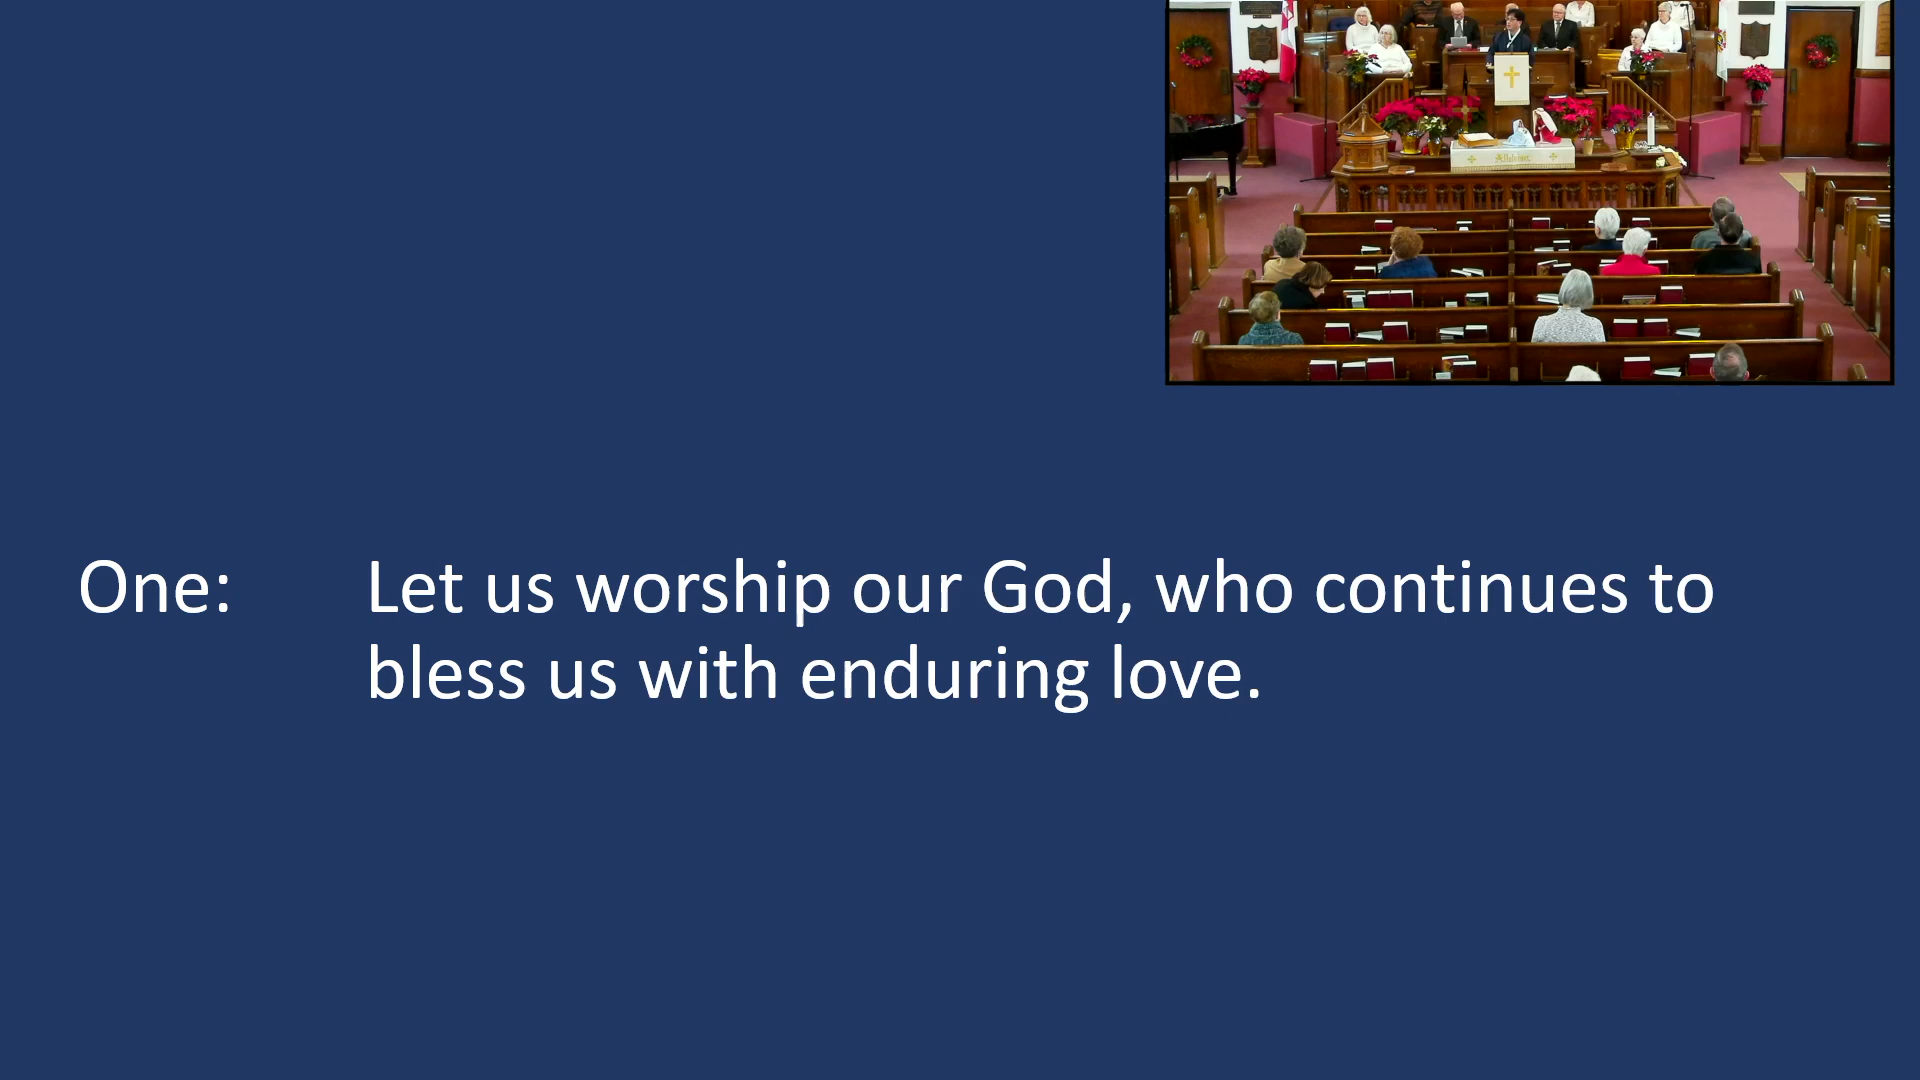 One: Let us worship our God, who continues to
bless us with enduring love.